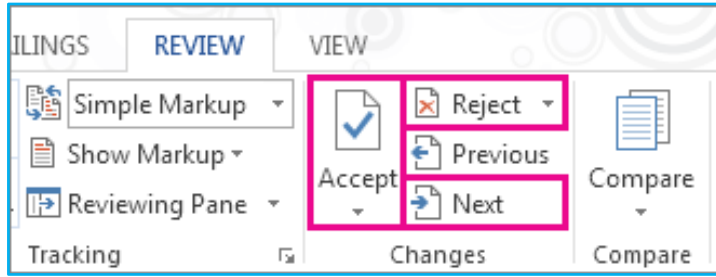 ILINGS REVIEW VIEW
Simple Markup
Show Markup
Reviewing Pane
Tracking
Accept
Reject
Previous
Next
Changes
Compare
Compare